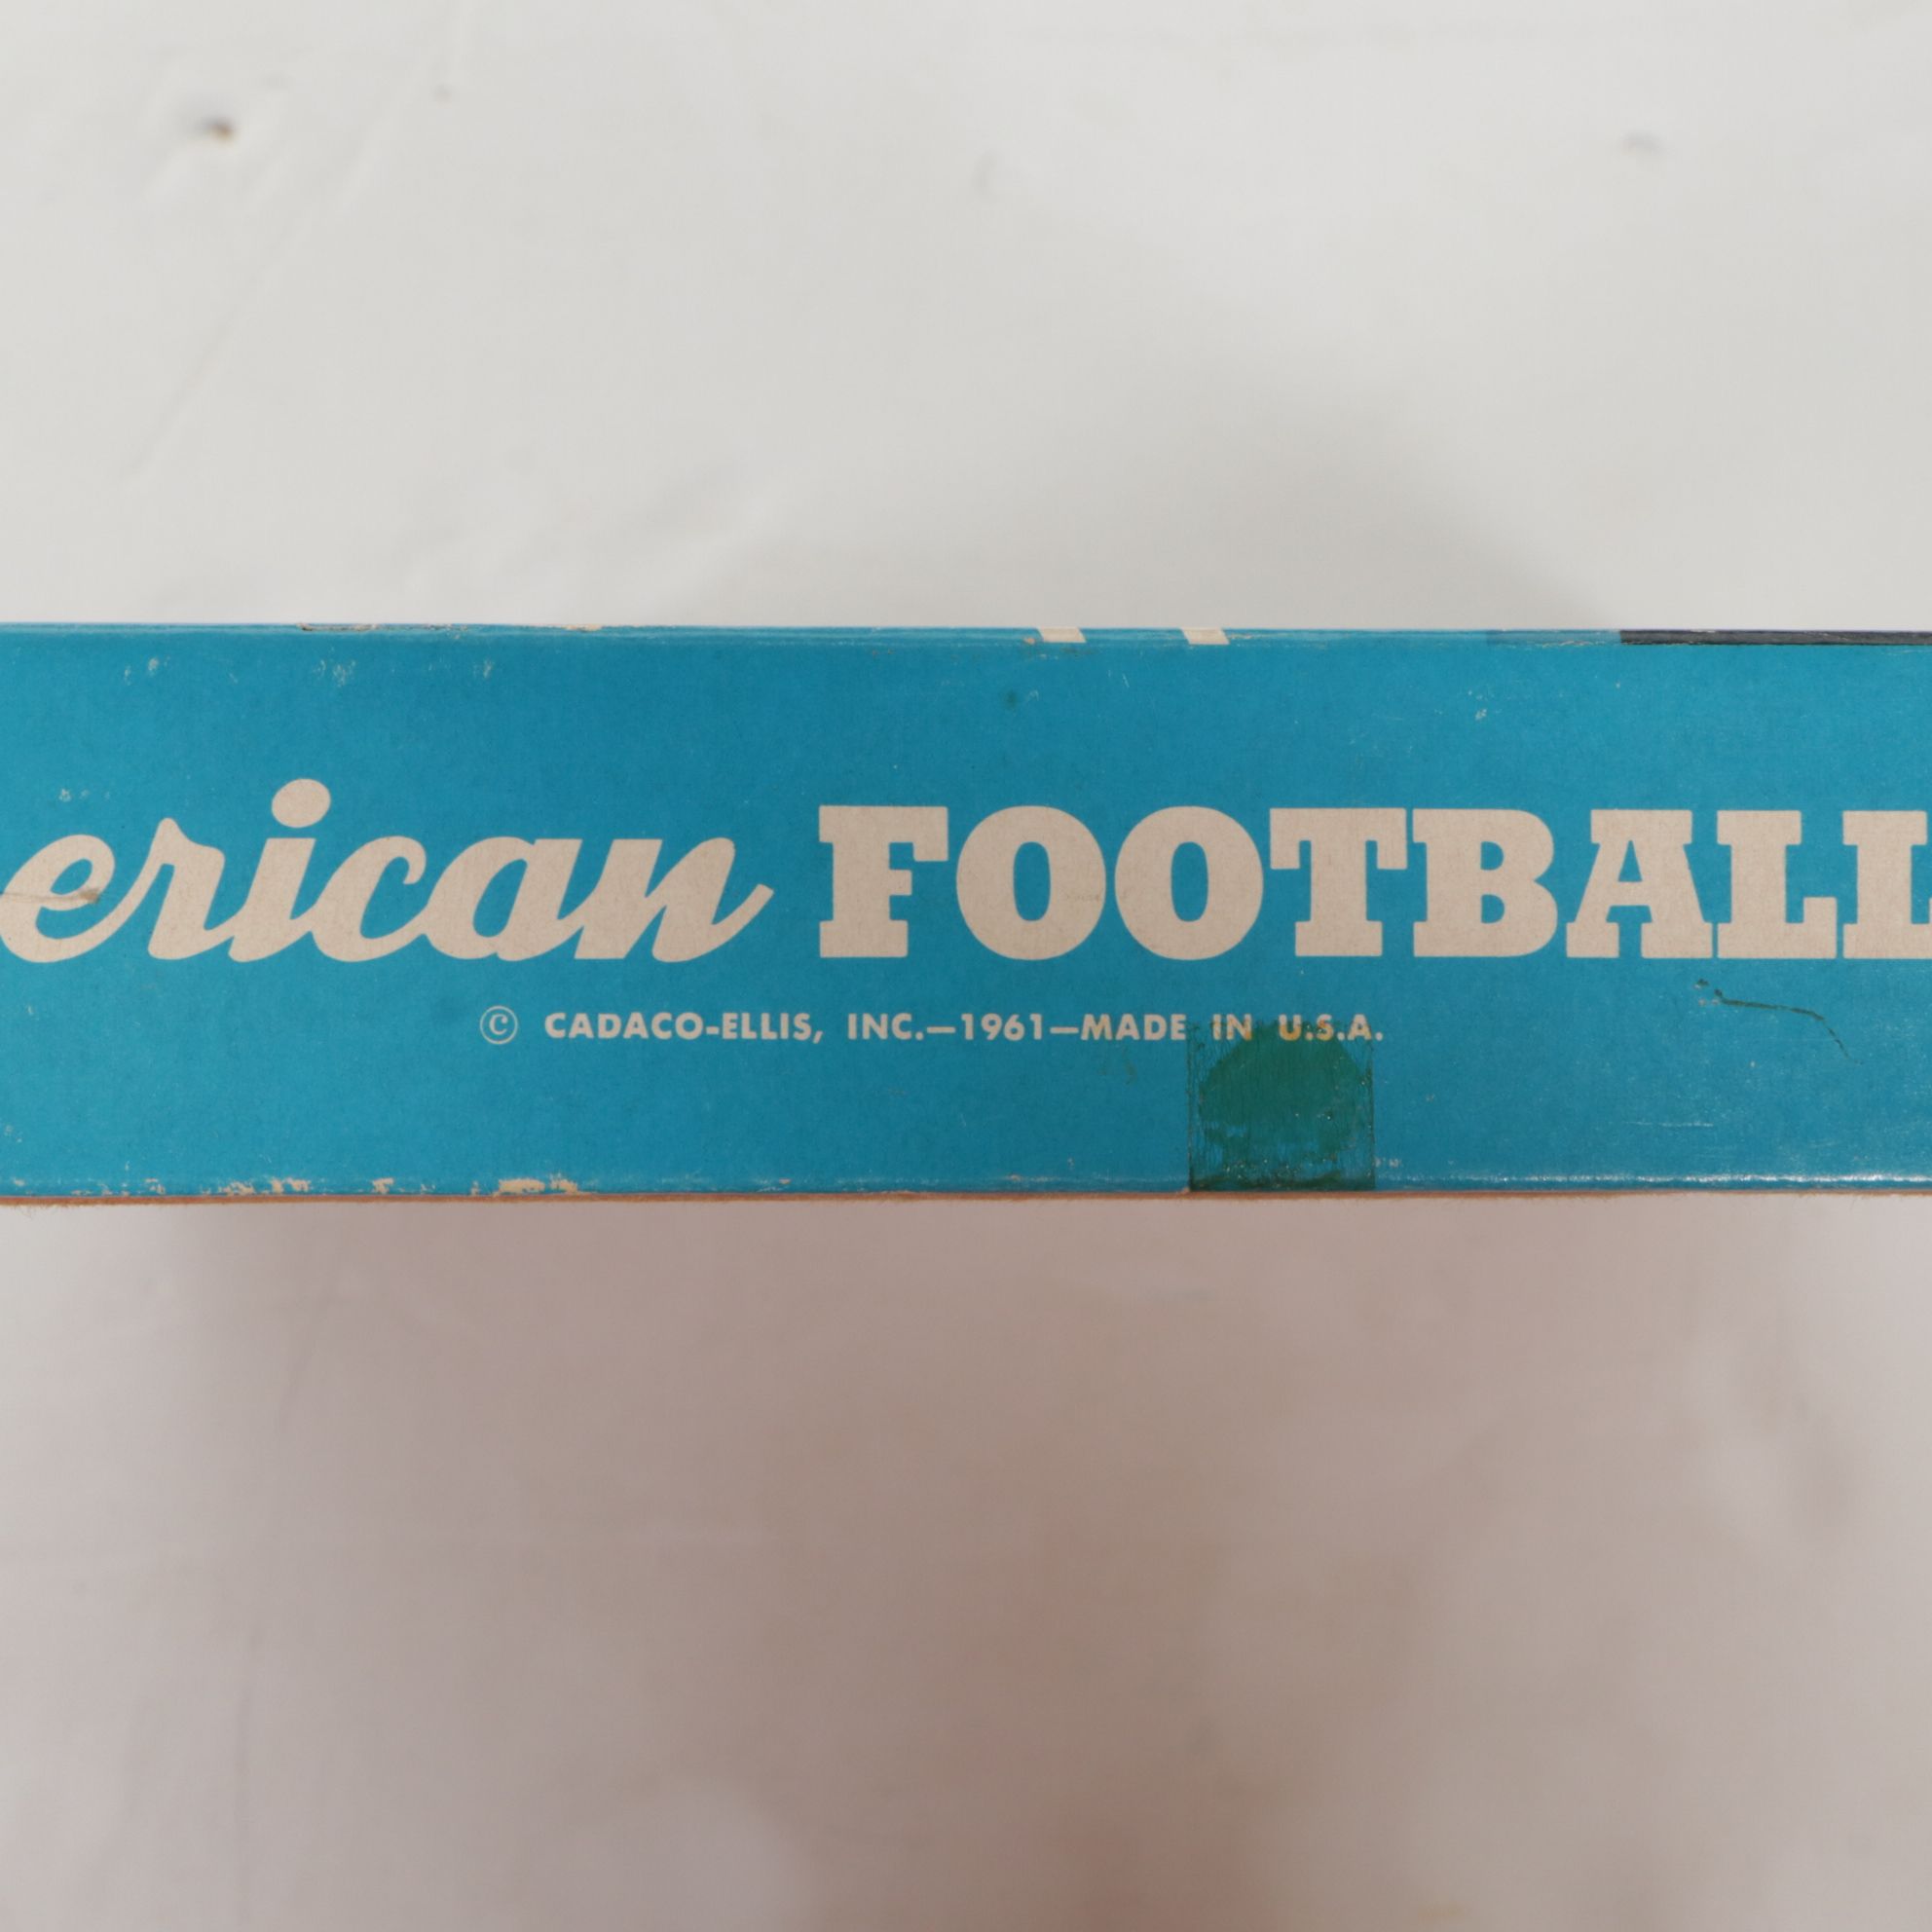 erican FOOTBALL
© CADACO-ELLIS, INC.—1961—MADE IN U.S.A.